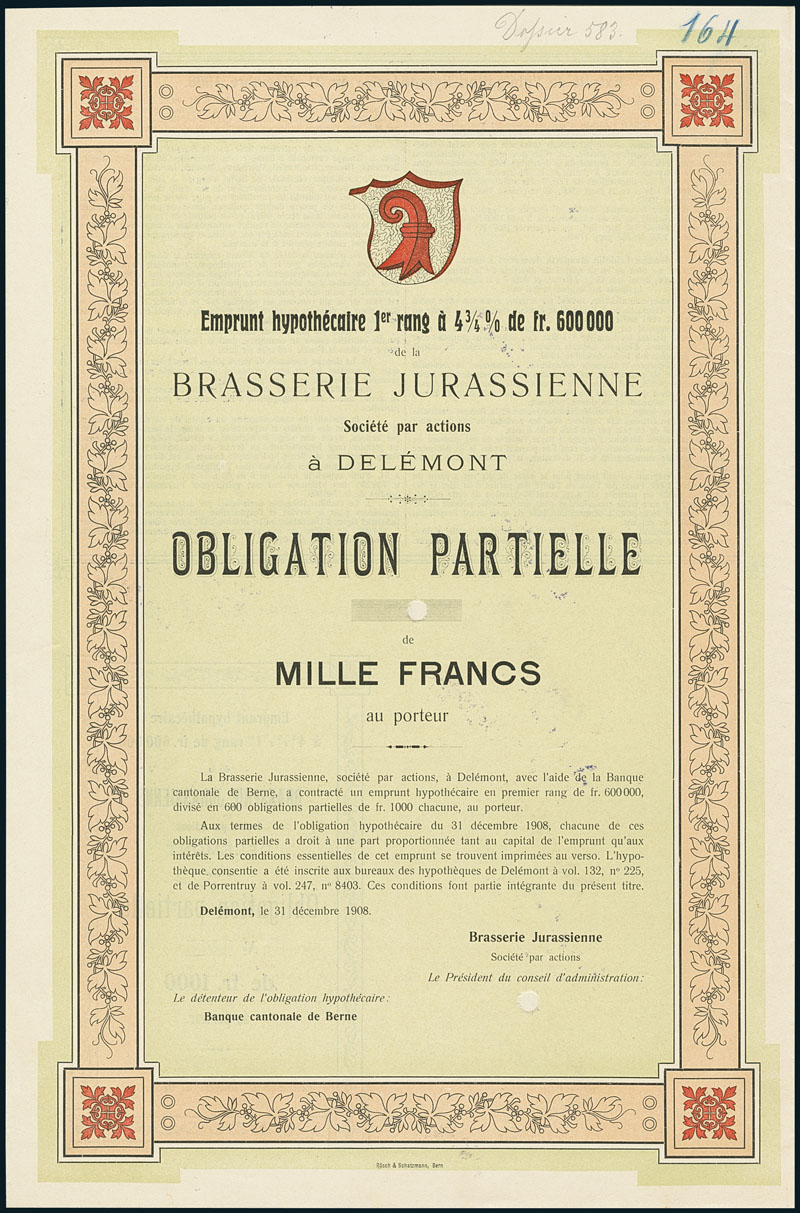 Dossier 583.
164
Emprunt hypothécaire 1er rang à 4¾% de fr. 600 000
de la
BRASSERIE JURASSIENNE
Société par actions
à DELÉMONT
OBLIGATION PARTIELLE
de
MILLE FRANCS
au porteur
La Brasserie Jurassienne, société par actions, à Delémont, avec l'aide de la Banque
cantonale de Berne, a contracté un emprunt hypothécaire en premier rang de fr. 600 000,
divisé en 600 obligations partielles de fr. 1000 chacune, au porteur.
Aux termes de l'obligation hypothécaire du 31 décembre 1908, chacune de ces
obligations partielles a droit à une part proportionnée tant au capital de l'emprunt qu'aux
intérêts. Les conditions essentielles de cet emprunt se trouvent imprimées au verso. L'hypo-
thèque consentie a été inscrite aux bureaux des hypothèques de Delémont à vol. 132, nº 225,
et de Porrentruy à vol. 247, nº 8403. Ces conditions font partie intégrante du présent titre.
Delémont, le 31 décembre 1908.
Brasserie Jurassienne
Société par actions
Le Président du conseil d'administration:
Le détenteur de l'obligation hypothécaire:
Banque cantonale de Berne
Rösch & Schatzmann, Bern